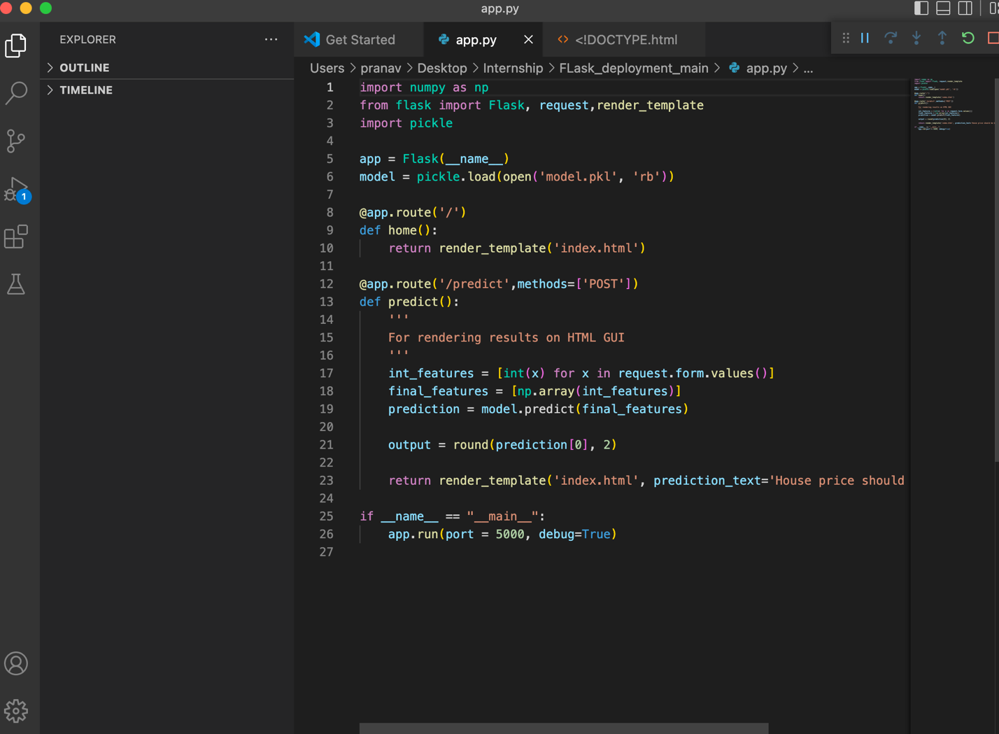 app.py
EXPLORER
OUTLINE
TIMELINE
1
Get Started
app.py
<!DOCTYPE.html
Users > pranav > Desktop > Internship > FLask_deployment_main > app.py > ...
1 import numpy as np
2 from flask import Flask, request,render_template
3 import pickle
4
5 app = Flask(__name__)
6 model = pickle.load(open('model.pkl', 'rb'))
7
8 @app.route('/')
9 def home():
10     return render_template('index.html')
11
12 @app.route('/predict',methods=['POST'])
13 def predict():
14     '''
15     For rendering results on HTML GUI
16     '''
17     int_features = [int(x) for x in request.form.values()]
18     final_features = [np.array(int_features)]
19     prediction = model.predict(final_features)
20
21     output = round(prediction[0], 2)
22
23     return render_template('index.html', prediction_text='House price should
24
25 if __name__ == "__main__":
26     app.run(port = 5000, debug=True)
27